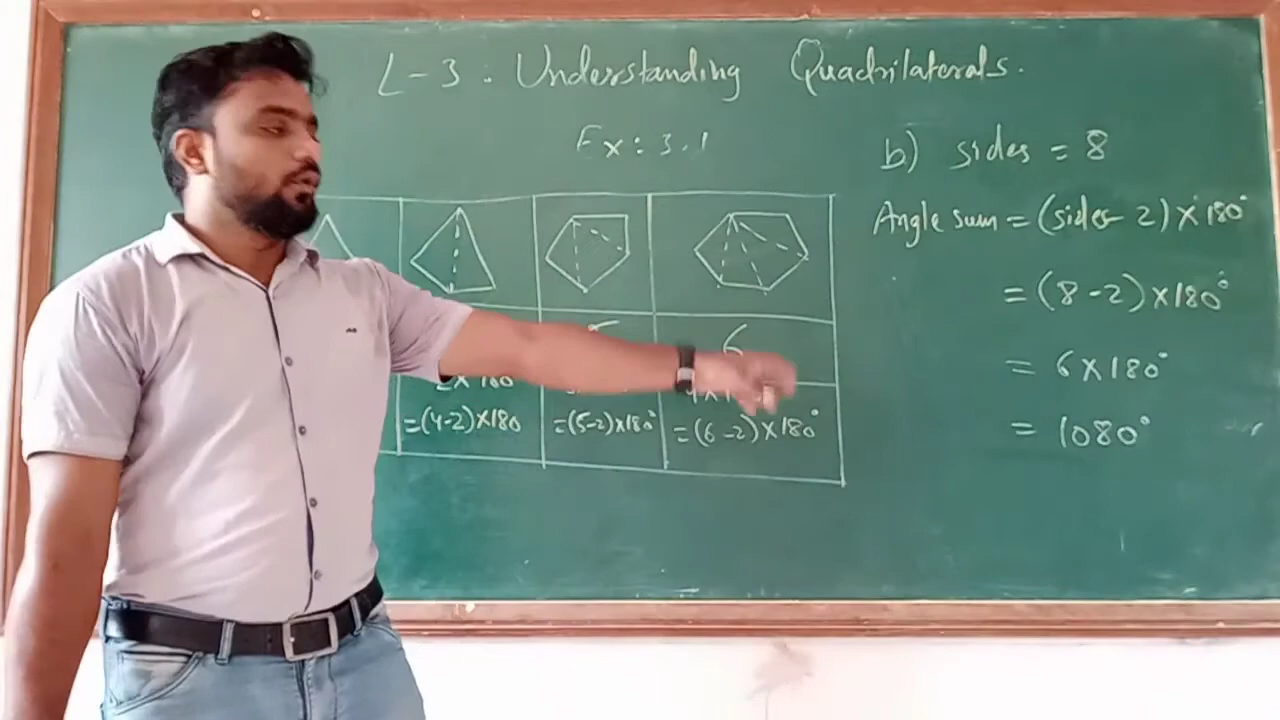 L-3: Understanding Quadrilaterals.
Ex: 3.1
6
=(4-2)×180
=(5-2)×180°
=(6-2)×180°
b) sides = 8
Angle sum = (sides-2)×180°
=(8-2)×180°
= 6×180°
= 1080°